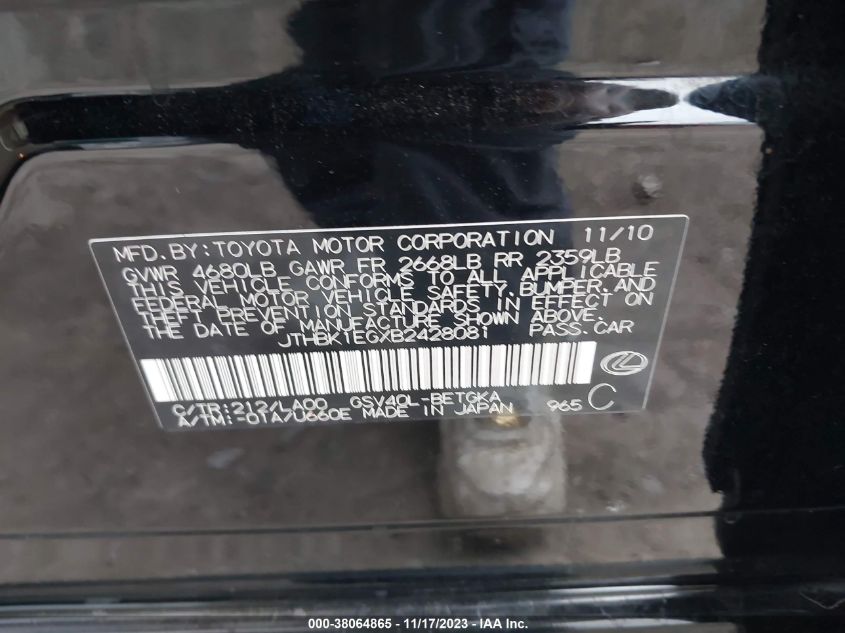 MFD.BY:TOYOTA MOTOR CORPORATION 11/10
GVWR 4680LB GAWR FR 2668LB RR 2359LB
THIS VEHICLE CONFORMS TO ALL APPLICABLE
FEDERAL MOTOR VEHICLE SAFETY,BUMPER,AND
THEFT PREVENTION STANDARDS IN EFFECT ON
THE DATE OF MANUFACTURE SHOWN ABOVE.
JTHBK1EGXB2428081 PASS.CAR
C/TR:212/LA00 GSV40L-BETGKA
A/TM:-01A/U660E MADE IN JAPAN 965 C
000-38064865 - 11/17/2023 - IAA Inc.